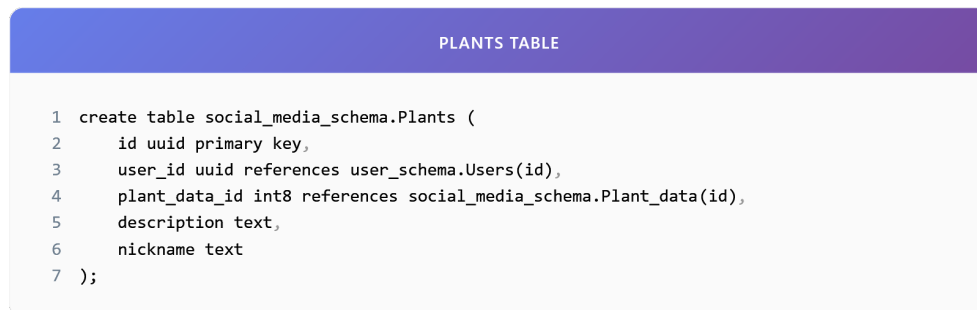 PLANTS TABLE
1 create table social_media_schema.Plants (
2 id uuid primary key,
3 user_id uuid references user_schema.Users(id),
4 plant_data_id int8 references social_media_schema.Plant_data(id),
5 description text,
6 nickname text
7 );